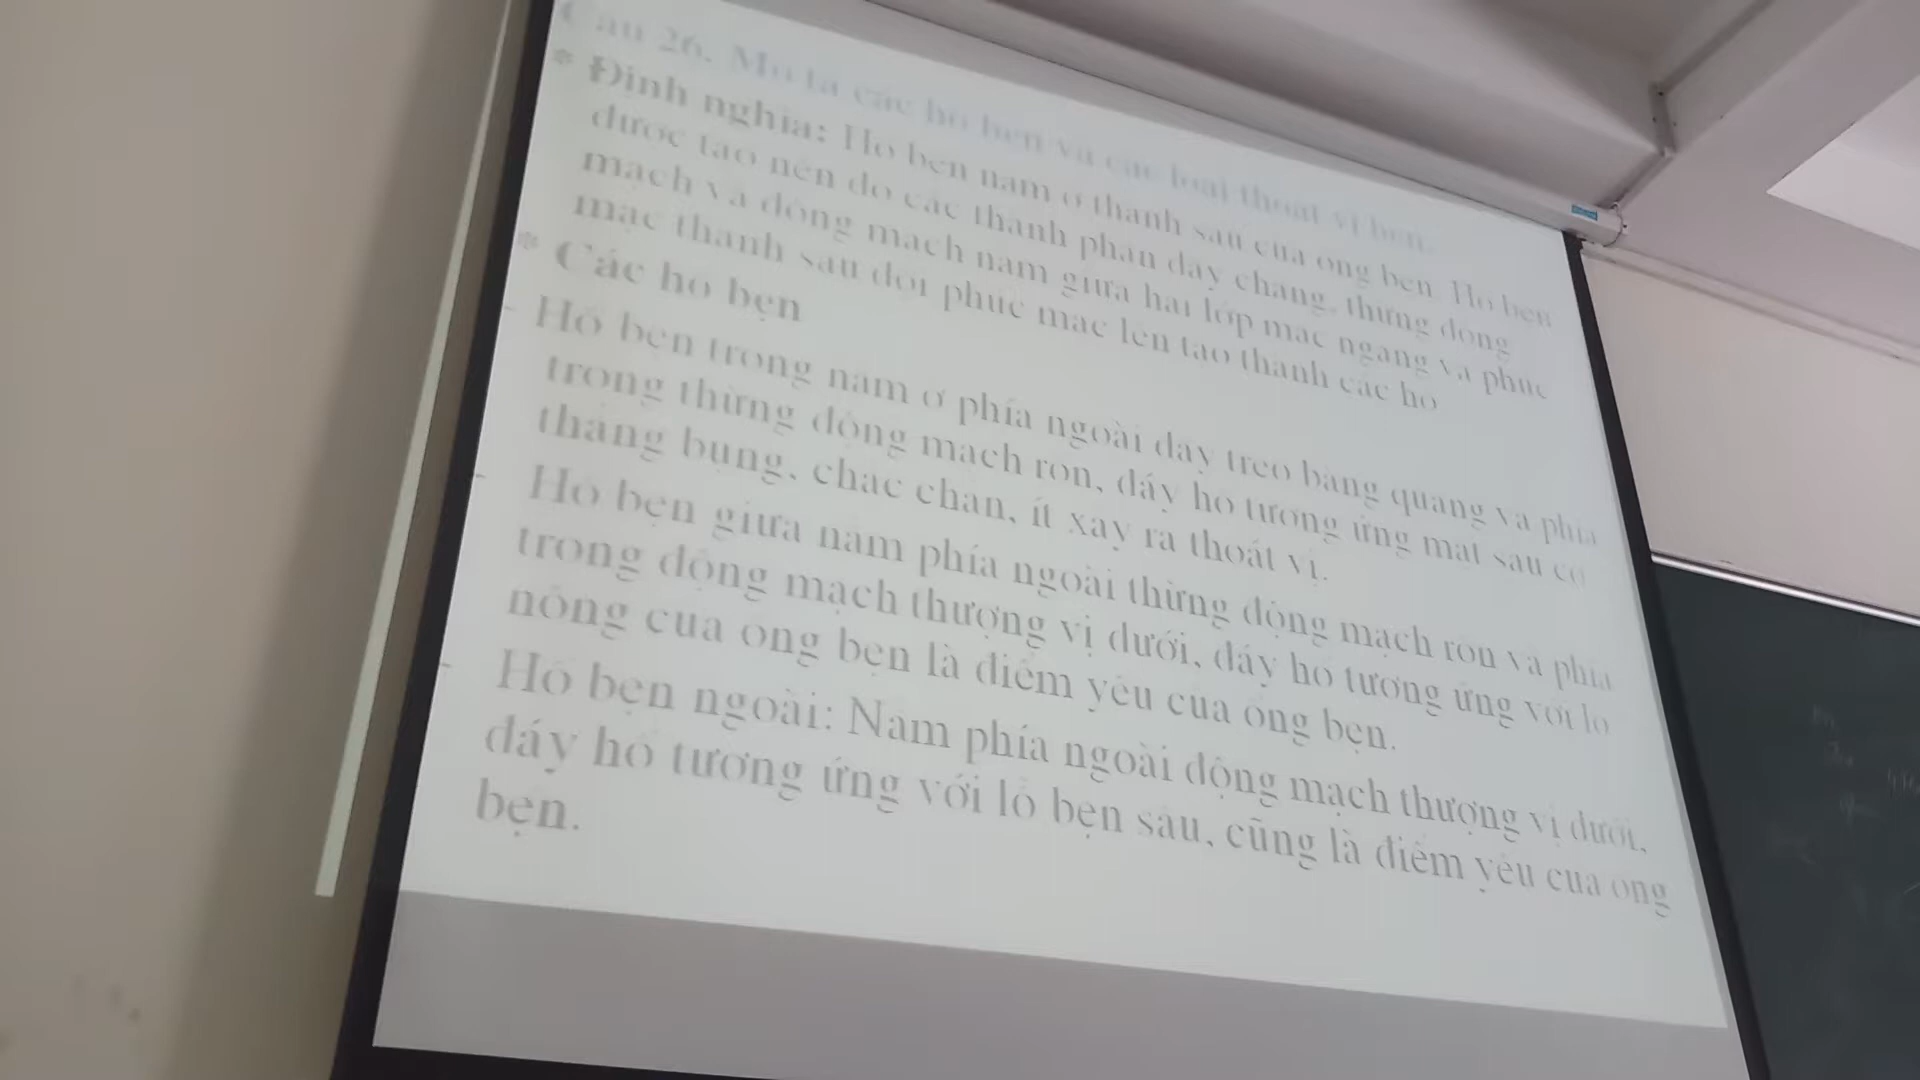 Câu 26. Mô tả các hố bẹn và các loại thoát vị bẹn.
* Định nghĩa: Hố bẹn nằm ở thành sau của ống bẹn. Hố bẹn
được tạo nên do các thành phần dây chằng, thừng động
mạch và động mạch nằm giữa hai lớp mạc ngang và phúc
mạc thành sau đội phúc mạc lên tạo thành các hố
* Các hố bẹn
- Hố bẹn trong nằm ở phía ngoài dây treo bàng quang và phía
trong thừng động mạch rốn, đáy hố tương ứng mặt sau cơ
thẳng bụng, chắc chắn, ít xảy ra thoát vị.
- Hố bẹn giữa nằm phía ngoài thừng động mạch rốn và phía
trong động mạch thượng vị dưới, đáy hố tương ứng với lỗ
nông của ống bẹn là điểm yếu của ống bẹn.
- Hố bẹn ngoài: Nằm phía ngoài động mạch thượng vị dưới,
đáy hố tương ứng với lỗ bẹn sâu, cũng là điểm yếu của ống
bẹn.